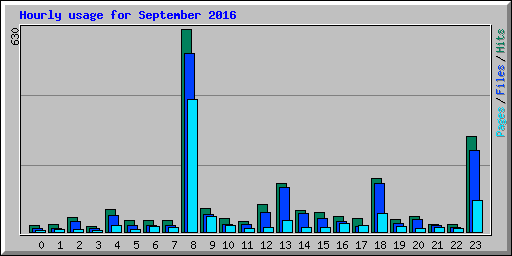 Hourly usage for September 2016
630
Pages / Files / Hits
0 1 2 3 4 5 6 7 8 9 10 11 12 13 14 15 16 17 18 19 20 21 22 23